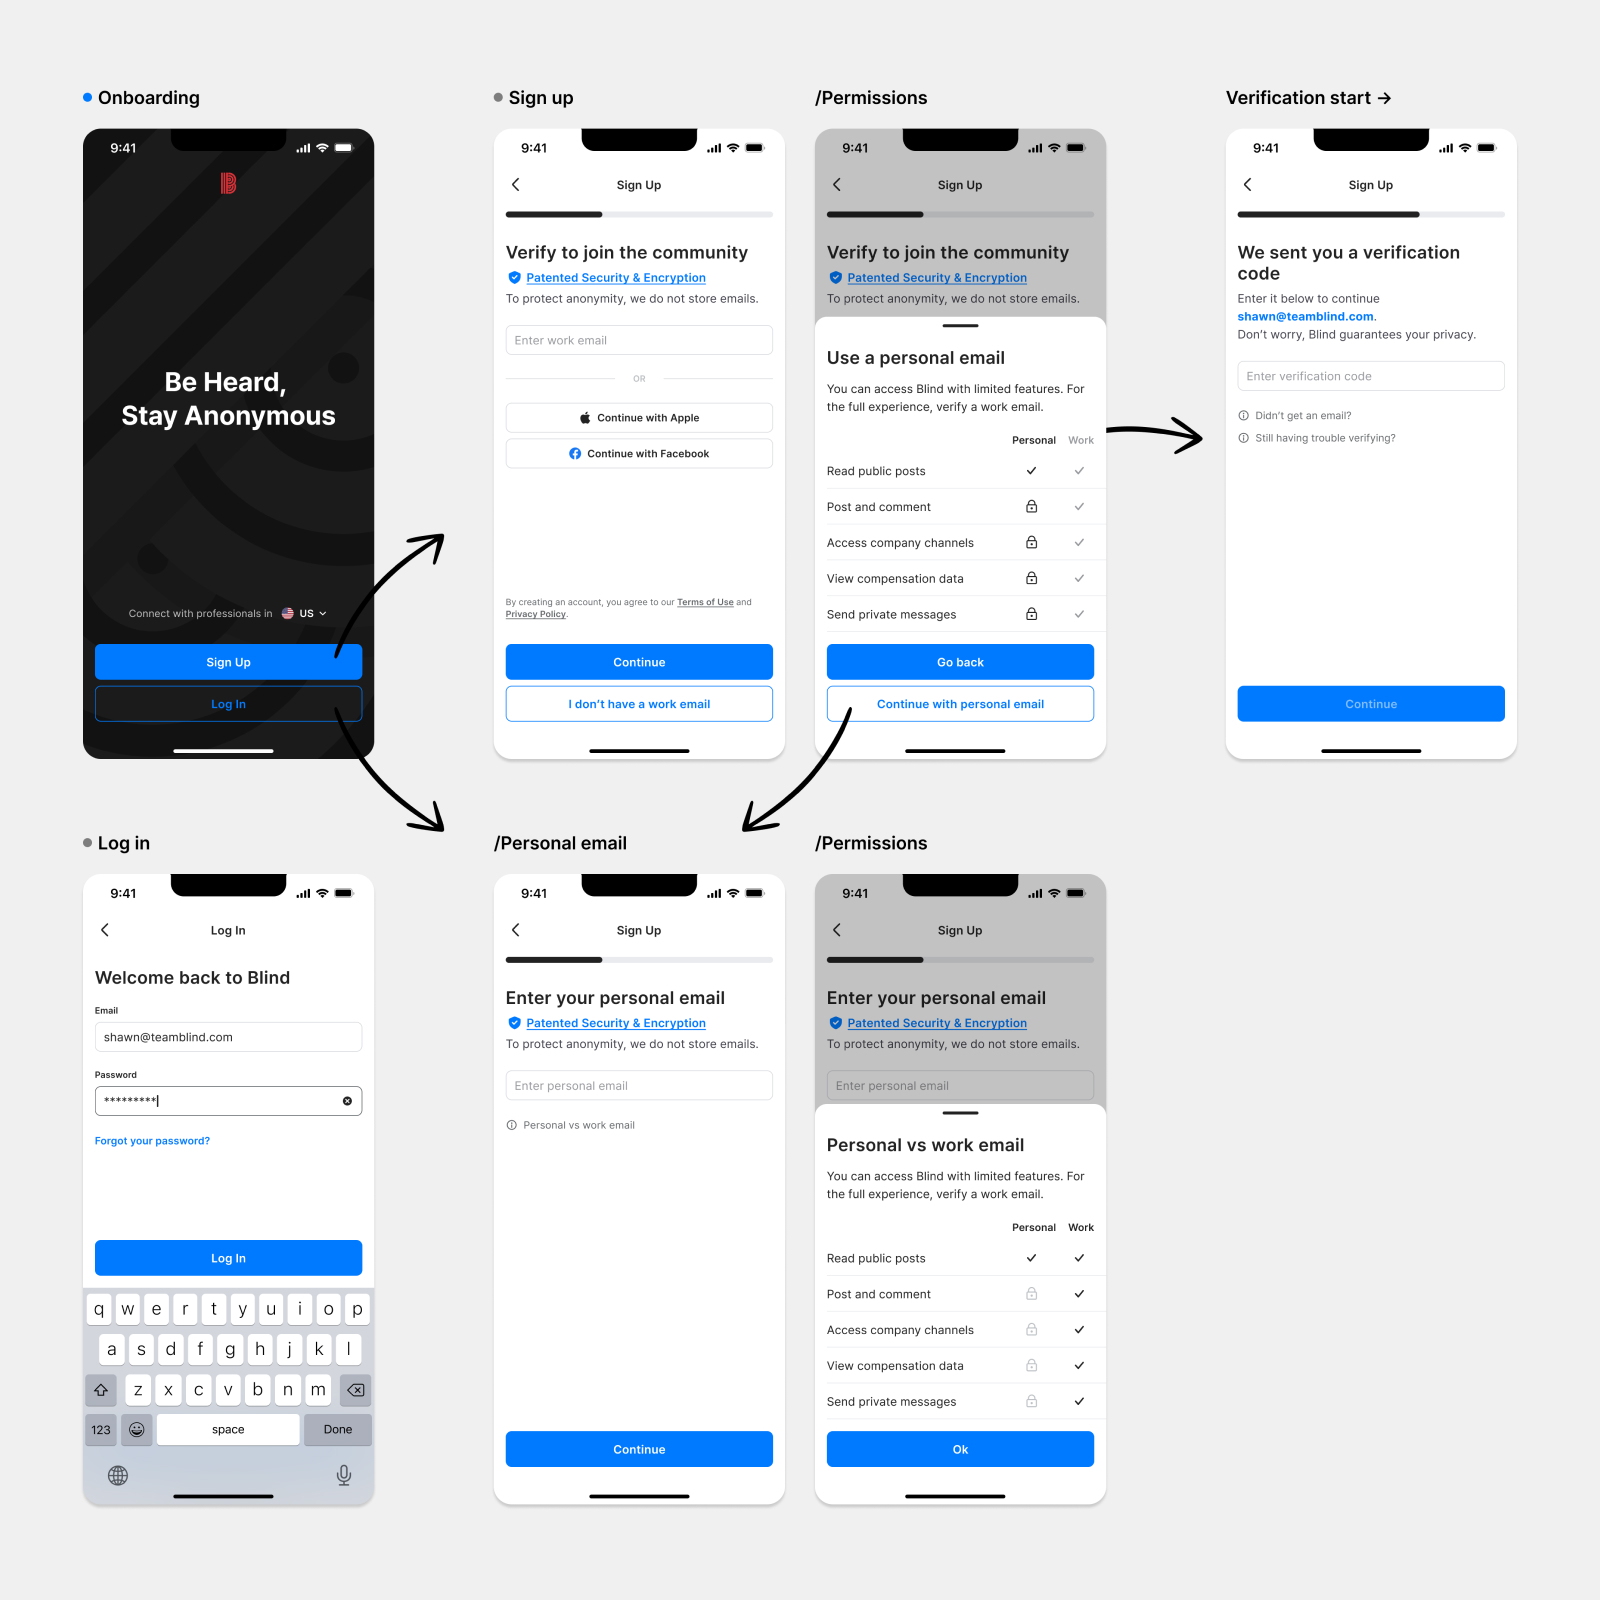 Onboarding
9:41
B
Be Heard,
Stay Anonymous
Connect with professionals in US
Sign Up
Log In
Sign up
9:41
Sign Up
Verify to join the community
Patented Security & Encryption
To protect anonymity, we do not store emails.
Enter work email
OR
Continue with Apple
Continue with Facebook
By creating an account, you agree to our Terms of Use and
Privacy Policy.
Continue
I don’t have a work email
/Permissions
9:41
Sign Up
Verify to join the community
Patented Security & Encryption
To protect anonymity, we do not store emails.
Use a personal email
You can access Blind with limited features. For
the full experience, verify a work email.
Personal Work
Read public posts
Post and comment
Access company channels
View compensation data
Send private messages
Go back
Continue with personal email
Verification start →
9:41
Sign Up
We sent you a verification
code
Enter it below to continue
shawn@teamblind.com.
Don’t worry, Blind guarantees your privacy.
Enter verification code
Didn’t get an email?
Still having trouble verifying?
Continue
Log in
9:41
Log In
Welcome back to Blind
Email
shawn@teamblind.com
Password
*********
Forgot your password?
Log In
q w e r t y u i o p
a s d f g h j k l
z x c v b n m
123 space Done
/Personal email
9:41
Sign Up
Enter your personal email
Patented Security & Encryption
To protect anonymity, we do not store emails.
Enter personal email
Personal vs work email
Continue
/Permissions
9:41
Sign Up
Enter your personal email
Patented Security & Encryption
To protect anonymity, we do not store emails.
Enter personal email
Personal vs work email
You can access Blind with limited features. For
the full experience, verify a work email.
Personal Work
Read public posts
Post and comment
Access company channels
View compensation data
Send private messages
Ok